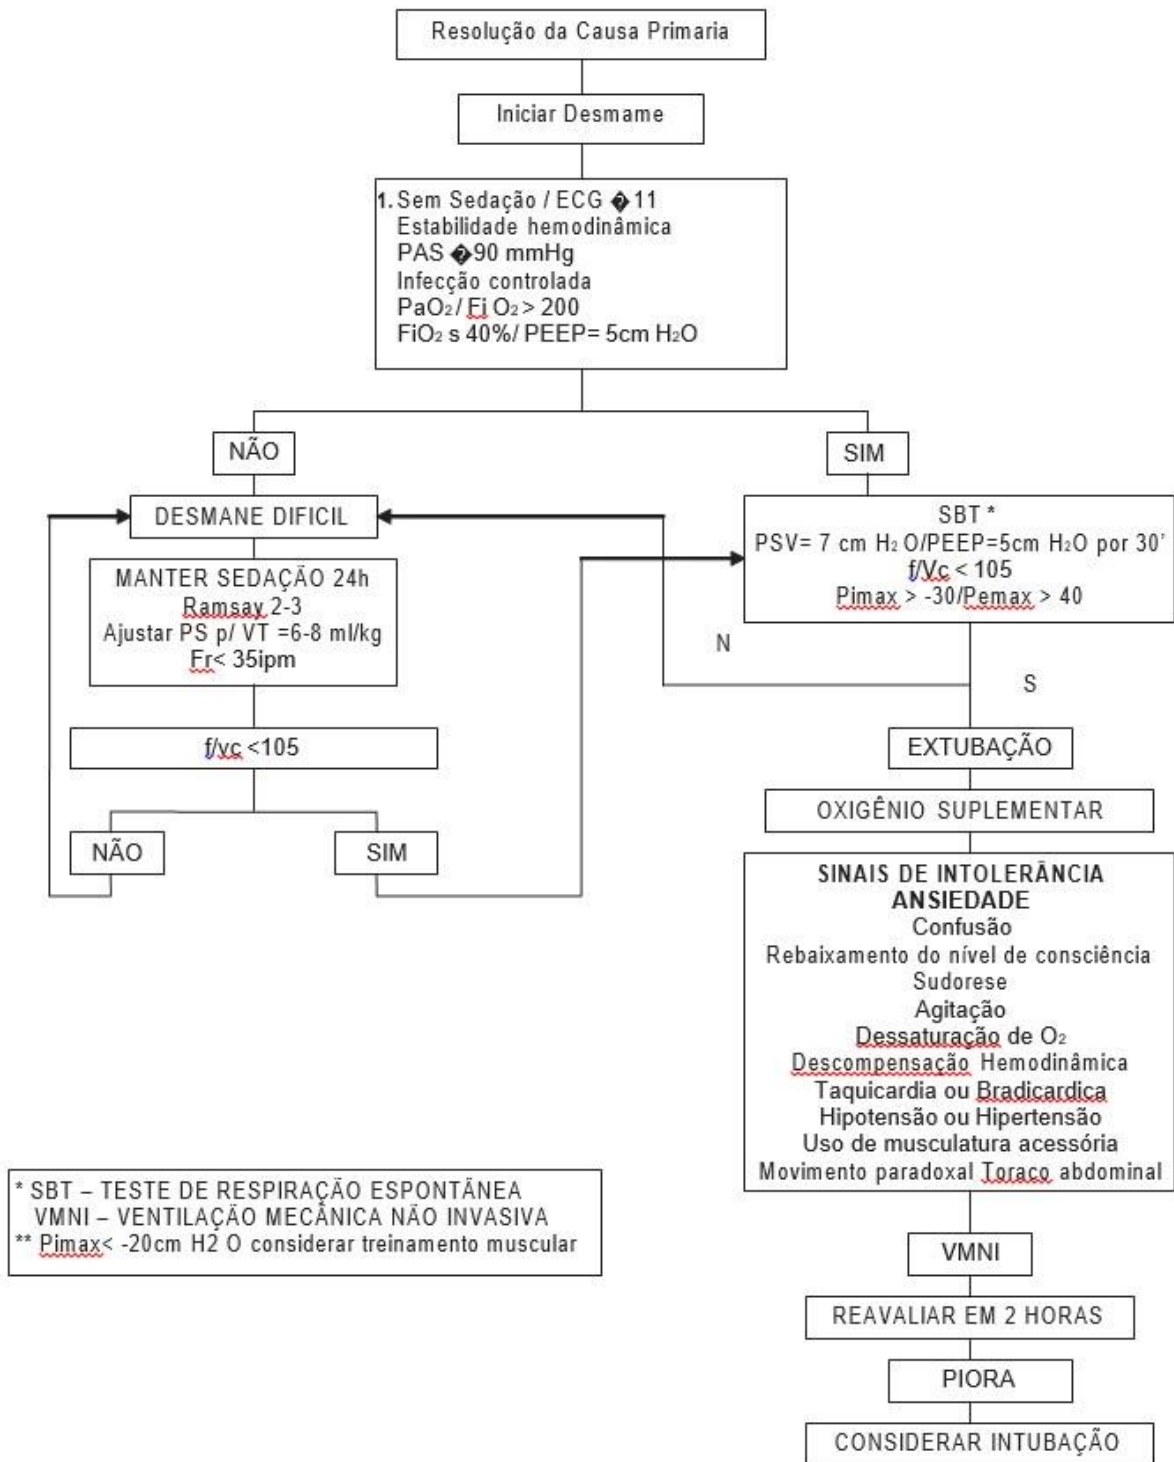 Resolução da Causa Primaria
Iniciar Desmame
1. Sem Sedação / ECG �11
Estabilidade hemodinâmica
PAS �90 mmHg
Infecção controlada
PaO₂/ Fi O₂ > 200
FiO₂ s 40%/ PEEP= 5cm H₂O
NÃO
SIM
DESMANE DIFICIL
MANTER SEDAÇÃO 24h
Ramsay 2-3
Ajustar PS p/ VT =6-8 ml/kg
Fr< 35ipm
f/vc <105
NÃO
SIM
SBT *
PSV= 7 cm H₂ O/PEEP=5cm H₂O por 30’
f/Vc < 105
Pimax > -30/Pemax > 40
N
S
EXTUBAÇÃO
OXIGÊNIO SUPLEMENTAR
SINAIS DE INTOLERÂNCIA
ANSIEDADE
Confusão
Rebaixamento do nível de consciência
Sudorese
Agitação
Dessaturação de O₂
Descompensação Hemodinâmica
Taquicardia ou Bradicardica
Hipotensão ou Hipertensão
Uso de musculatura acessória
Movimento paradoxal Toraco abdominal
VMNI
REAVALIAR EM 2 HORAS
PIORA
CONSIDERAR INTUBAÇÃO
* SBT – TESTE DE RESPIRAÇÃO ESPONTÂNEA
VMNI – VENTILAÇÃO MECÂNICA NÃO INVASIVA
** Pimax< -20cm H2 O considerar treinamento muscular